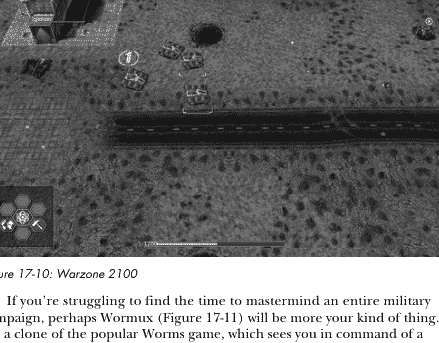 1200
ure 17-10: Warzone 2100
If you're struggling to find the time to mastermind an entire military
mpaign, perhaps Wormux (Figure 17-11) will be more your kind of thing.
a clone of the popular Worms game, which sees you in command of a